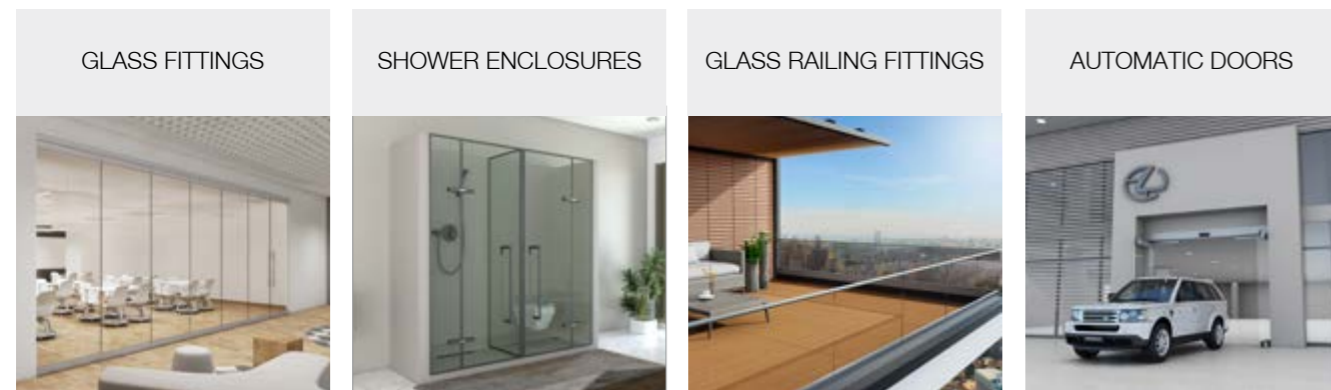 GLASS FITTINGS
SHOWER ENCLOSURES
GLASS RAILING FITTINGS
AUTOMATIC DOORS